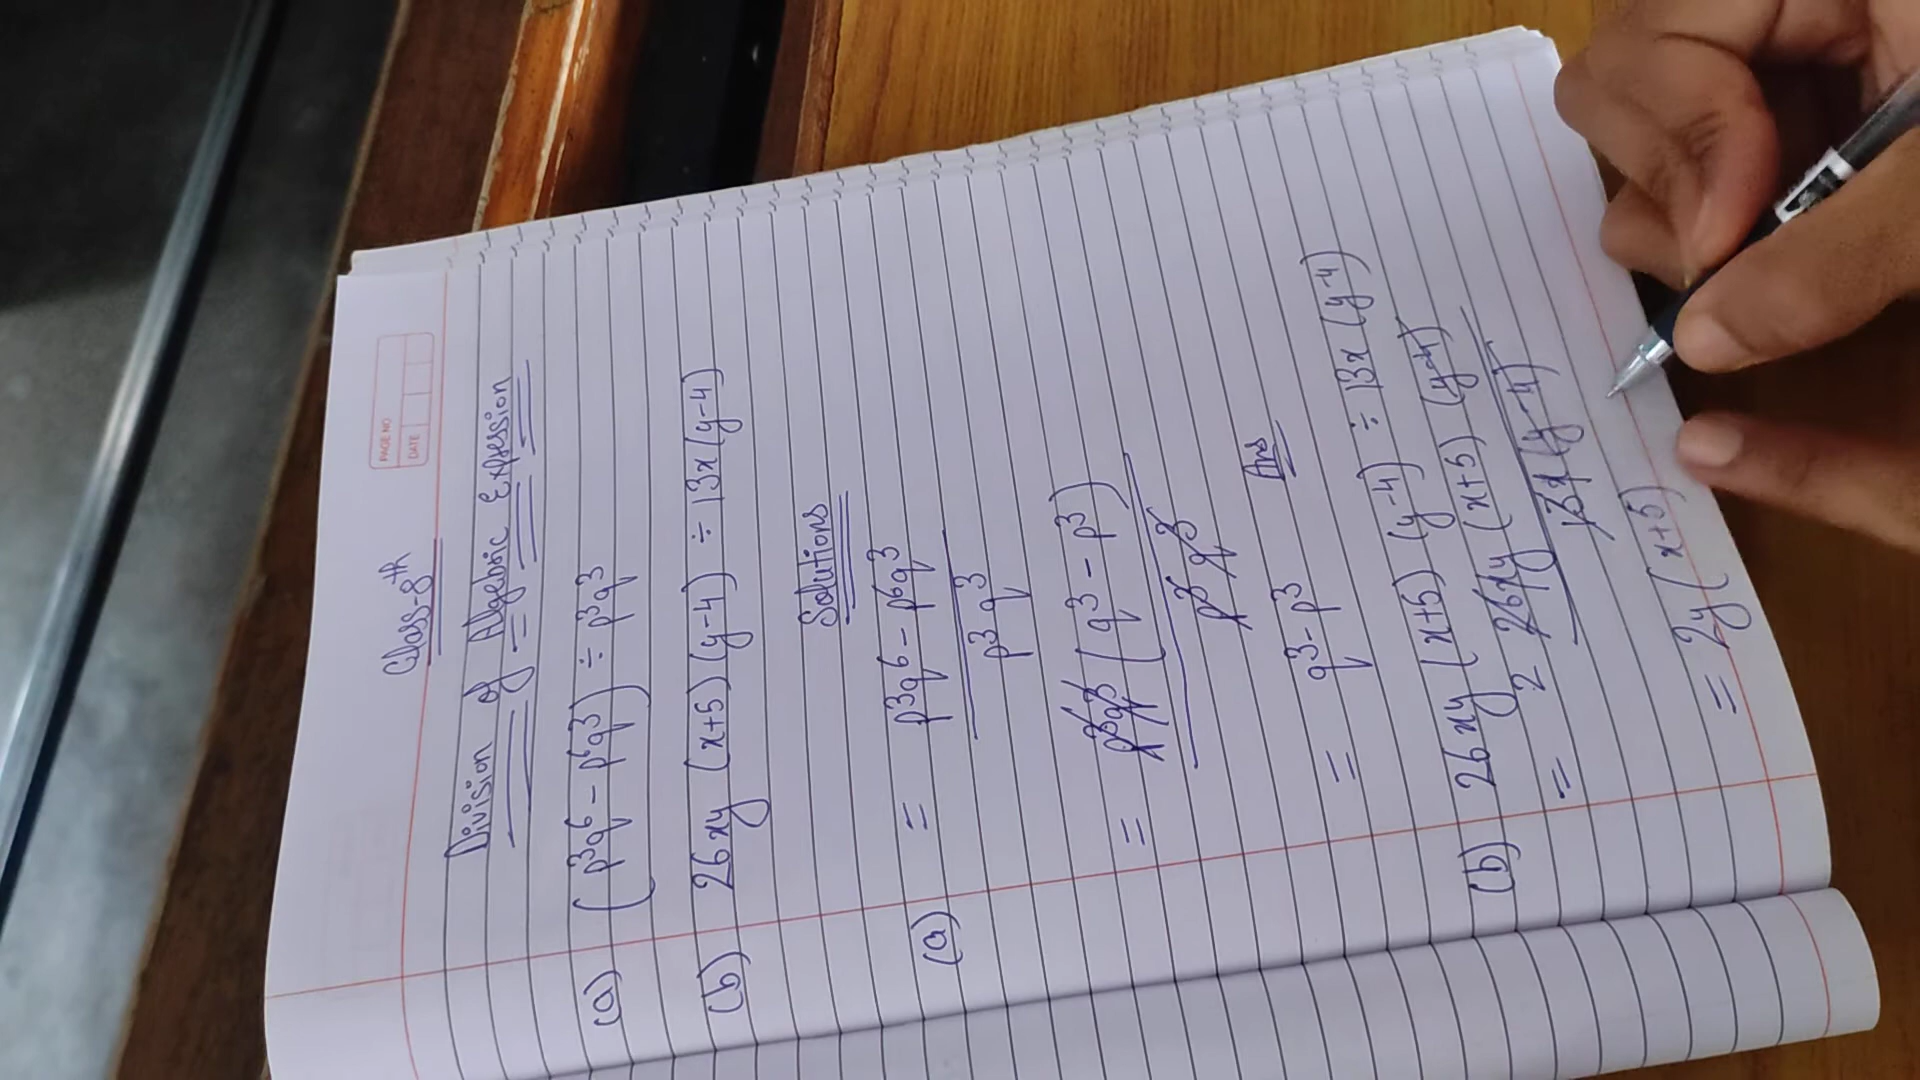 PAGE NO
DATE
Class-8th
Division of Algebric Expression
(a) (p³q⁶ - p⁶q³) ÷ p³q³
(b) 26xy (x+5)(y-4) ÷ 13x(y-4)
Solutions
(a) = p³q⁶ - p⁶q³
p³q³
= p³q³ (q³ - p³)
p³q³
= q³ - p³ Ans
(b) 26xy (x+5) (y-4) ÷ 13x (y-4)
= 2 26xy (x+5) (y-4)
13x (y-4)
= 2y (x+5)